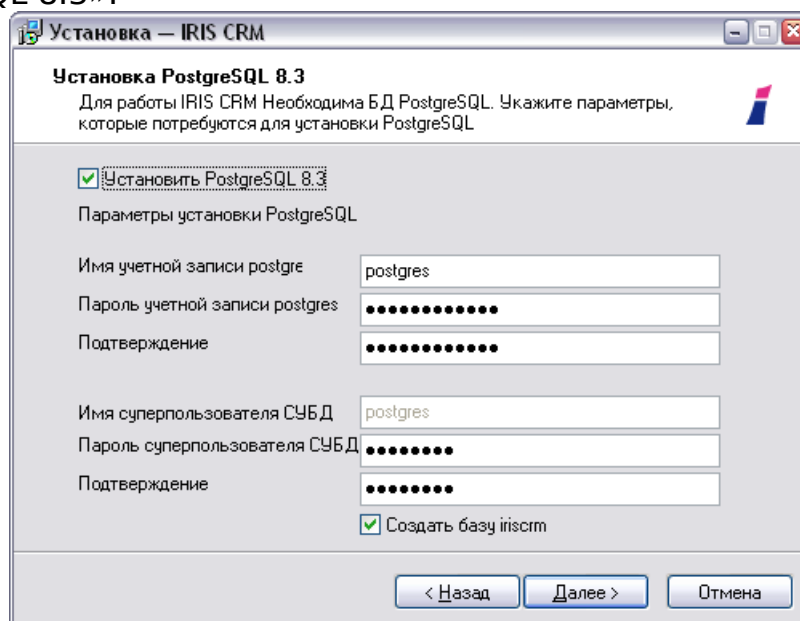 Установка — IRIS CRM
Установка PostgreSQL 8.3
Для работы IRIS CRM Необходима БД PostgreSQL. Укажите параметры,
которые потребуются для установки PostgreSQL
Установить PostgreSQL 8.3
Параметры установки PostgreSQL
Имя учетной записи postgre
postgres
Пароль учетной записи postgres
●●●●●●●●●●●●
Подтверждение
●●●●●●●●●●●●
Имя суперпользователя СУБД
postgres
Пароль суперпользователя СУБД
●●●●●●●●
Подтверждение
●●●●●●●●
Создать базу iriscrm
< Назад
Далее >
Отмена